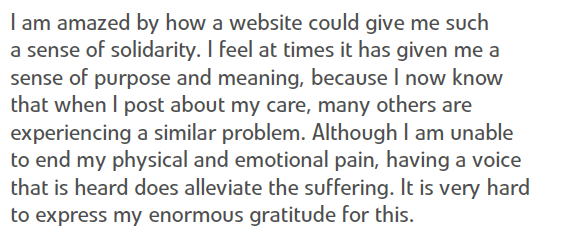 I am amazed by how a website could give me such
a sense of solidarity. I feel at times it has given me a
sense of purpose and meaning, because I now know
that when I post about my care, many others are
experiencing a similar problem. Although I am unable
to end my physical and emotional pain, having a voice
that is heard does alleviate the suffering. It is very hard
to express my enormous gratitude for this.